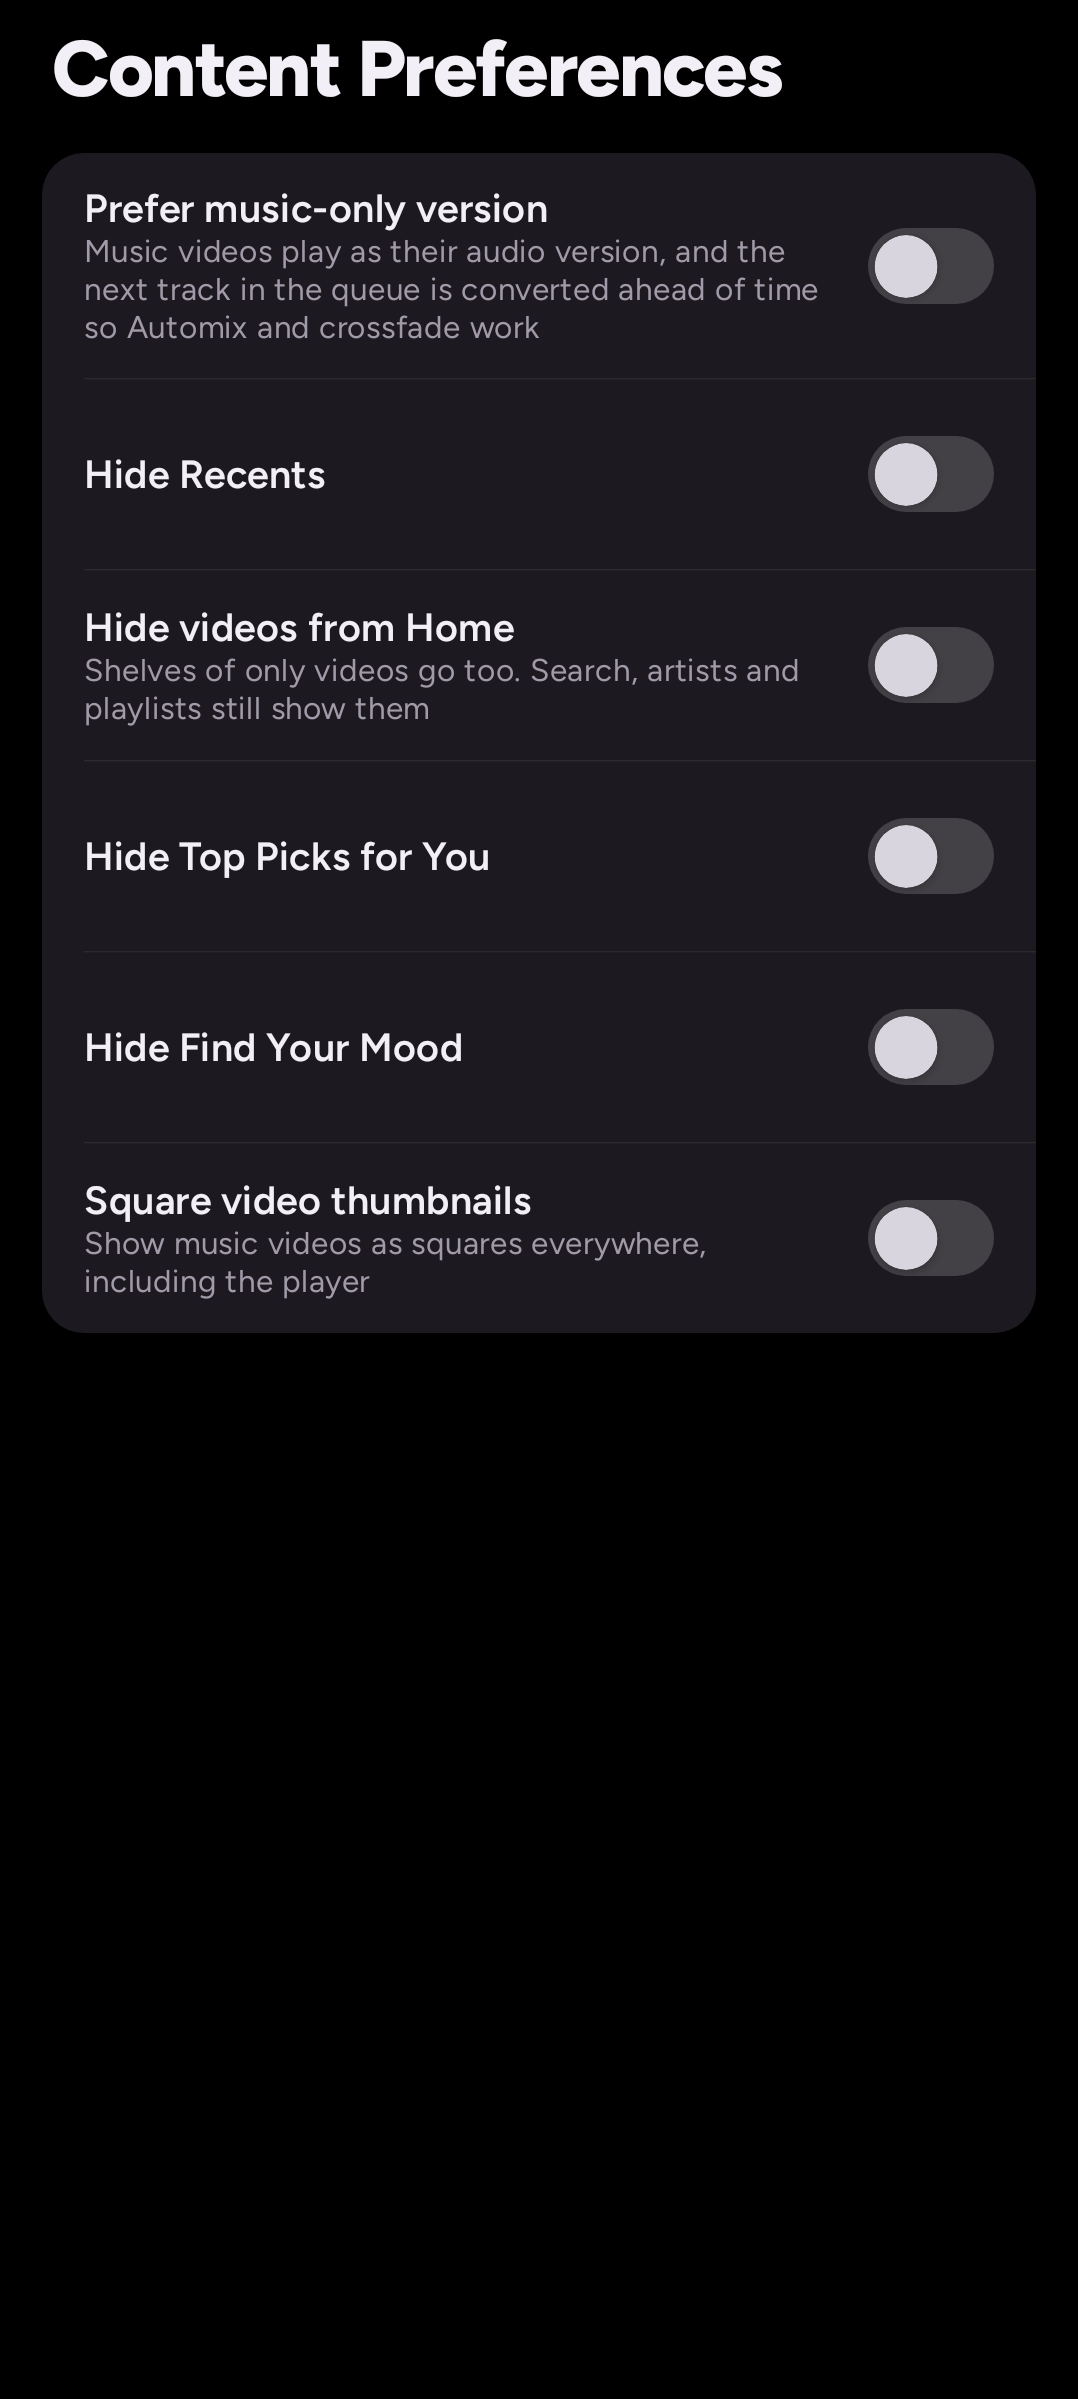 Content Preferences
Prefer music-only version
Music videos play as their audio version, and the
next track in the queue is converted ahead of time
so Automix and crossfade work
Hide Recents
Hide videos from Home
Shelves of only videos go too. Search, artists and
playlists still show them
Hide Top Picks for You
Hide Find Your Mood
Square video thumbnails
Show music videos as squares everywhere,
including the player